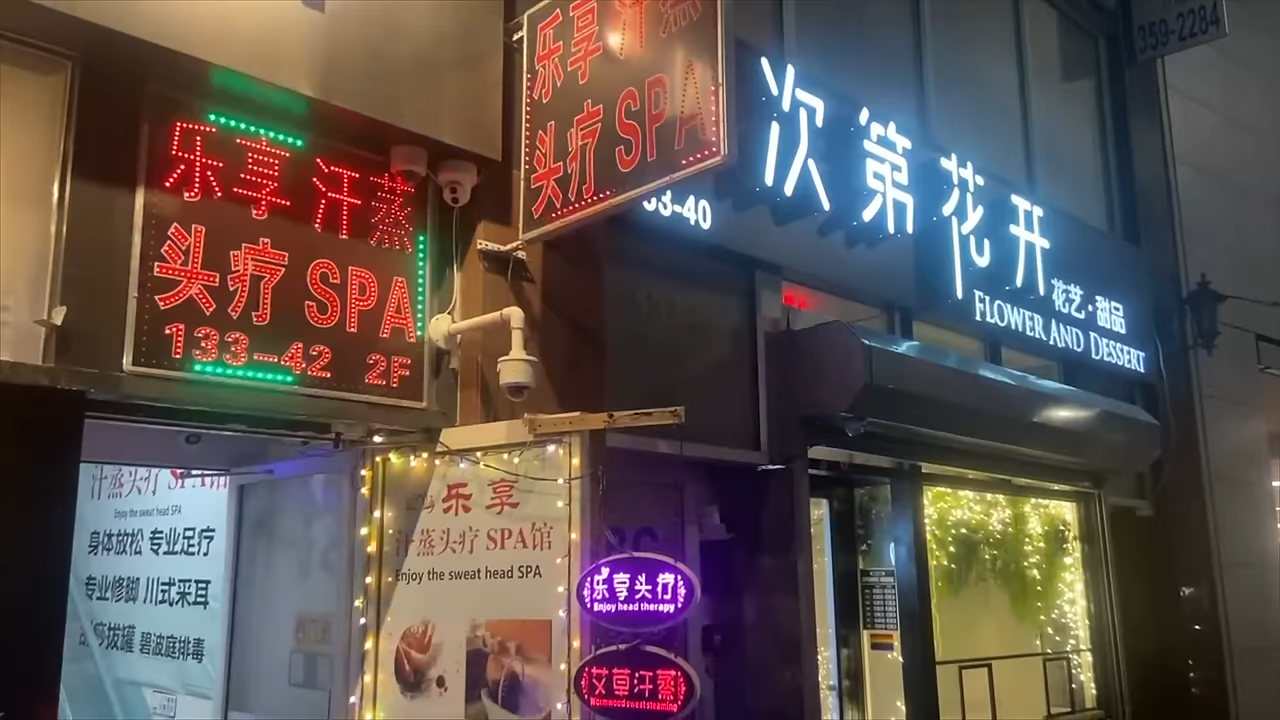 乐享汗蒸
头疗SPA
133-42 2F
乐享汗蒸
头疗SPA
33-40
次第花开
花艺·甜品
FLOWER AND DESSERT
359-2284
汗蒸头疗 SPA馆
Enjoy the sweat head SPA
身体放松 专业足疗
专业修脚 川式采耳
拔罐 碧波庭排毒
乐享
汗蒸头疗 SPA馆
Enjoy the sweat head SPA
乐享头疗
Enjoy head therapy
艾草汗蒸
Wormwood sweat steaming